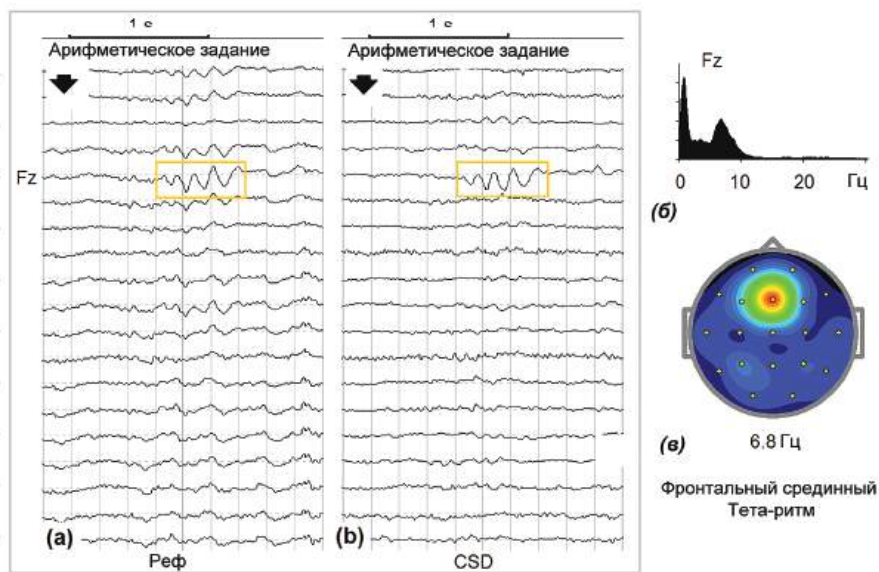 1 с
1 с
Арифметическое задание
Арифметическое задание
Fz
(а)
Реф
(b)
CSD
Fz
0 10 20 Гц
(б)
(в)
6.8 Гц
Фронтальный срединный
Тета-ритм